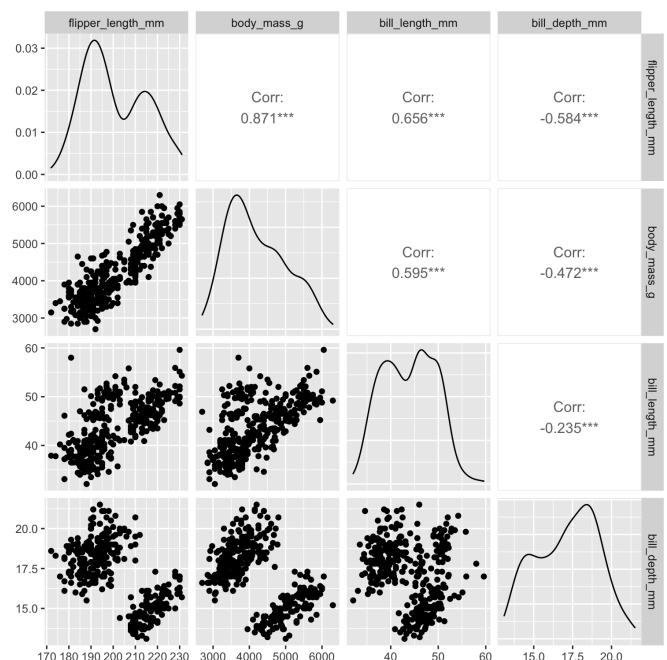 flipper_length_mm body_mass_g bill_length_mm bill_depth_mm
0.03
0.02
0.01
0.00
Corr:
0.871***
Corr:
0.656***
Corr:
-0.584***
flipper_length_mm
6000
5000
4000
3000
Corr:
0.595***
Corr:
-0.472***
body_mass_g
60
50
40
Corr:
-0.235***
bill_length_mm
20.0
17.5
15.0
bill_depth_mm
170 180 190 200 210 220 230 3000 4000 5000 6000 40 50 60 15.0 17.5 20.0